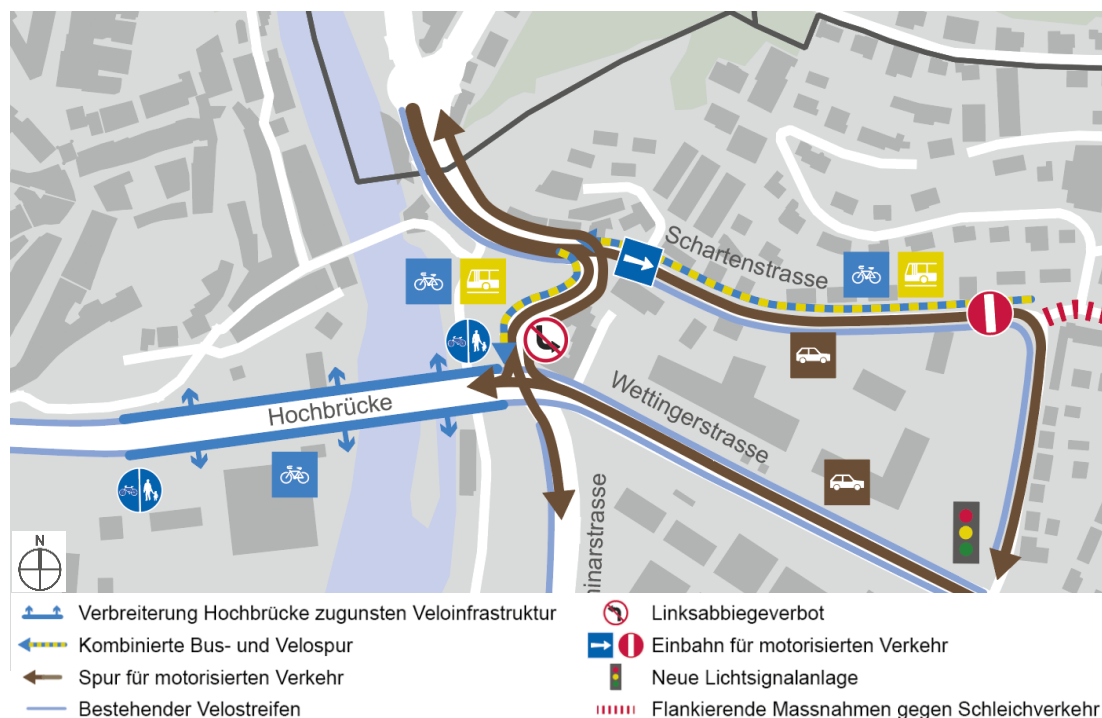 Schartenstrasse
Hochbrücke
Wettingerstrasse
inarstrasse
N
Verbreiterung Hochbrücke zugunsten Veloinfrastruktur
Kombinierte Bus- und Velospur
Spur für motorisierten Verkehr
Bestehender Velostreifen
Linksabbiegeverbot
Einbahn für motorisierten Verkehr
Neue Lichtsignalanlage
Flankierende Massnahmen gegen Schleichverkehr